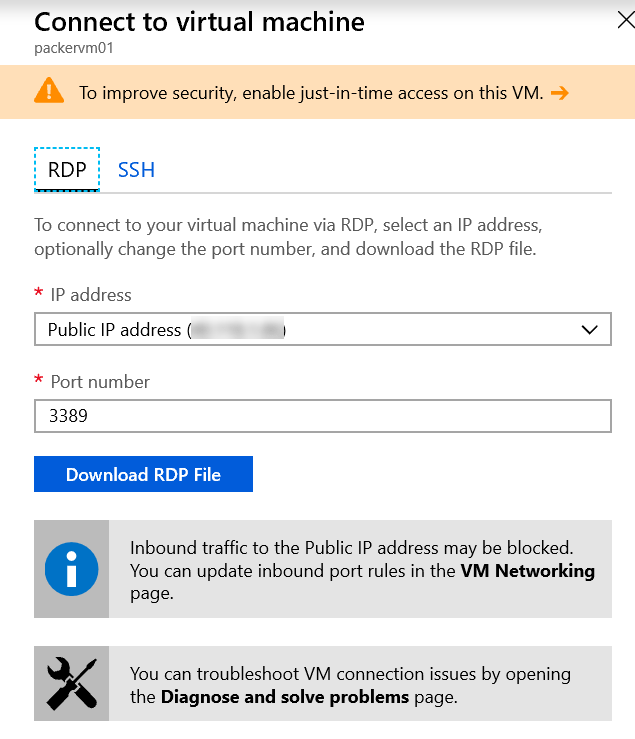 Connect to virtual machine
packervm01
To improve security, enable just-in-time access on this VM. →
RDP SSH
To connect to your virtual machine via RDP, select an IP address,
optionally change the port number, and download the RDP file.
* IP address
Public IP address ( )
* Port number
3389
Download RDP File
Inbound traffic to the Public IP address may be blocked.
You can update inbound port rules in the VM Networking
page.
You can troubleshoot VM connection issues by opening
the Diagnose and solve problems page.